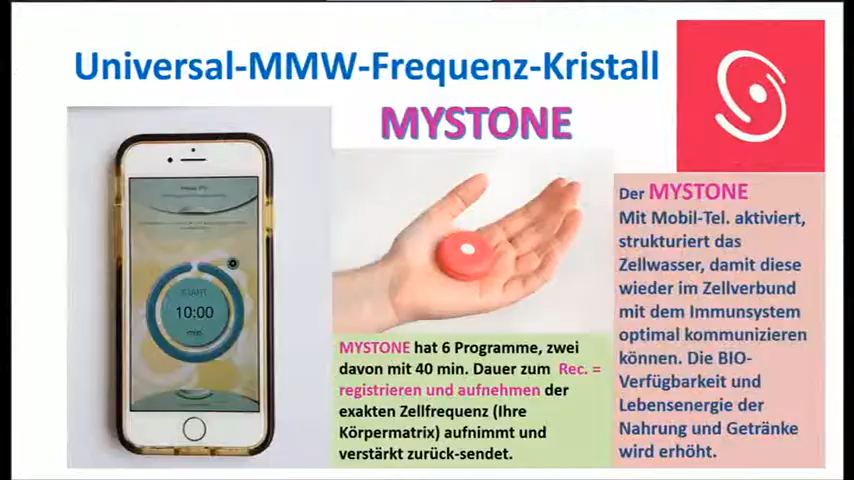 Universal-MMW-Frequenz-Kristall
MYSTONE
START
10:00
min.
MYSTONE hat 6 Programme, zwei
davon mit 40 min. Dauer zum Rec. =
registrieren und aufnehmen der
exakten Zellfrequenz (Ihre
Körpermatrix) aufnimmt und
verstärkt zurück-sendet.
Der MYSTONE
Mit Mobil-Tel. aktiviert,
strukturiert das
Zellwasser, damit diese
wieder im Zellverbund
mit dem Immunsystem
optimal kommunizieren
können. Die BIO-
Verfügbarkeit und
Lebensenergie der
Nahrung und Getränke
wird erhöht.